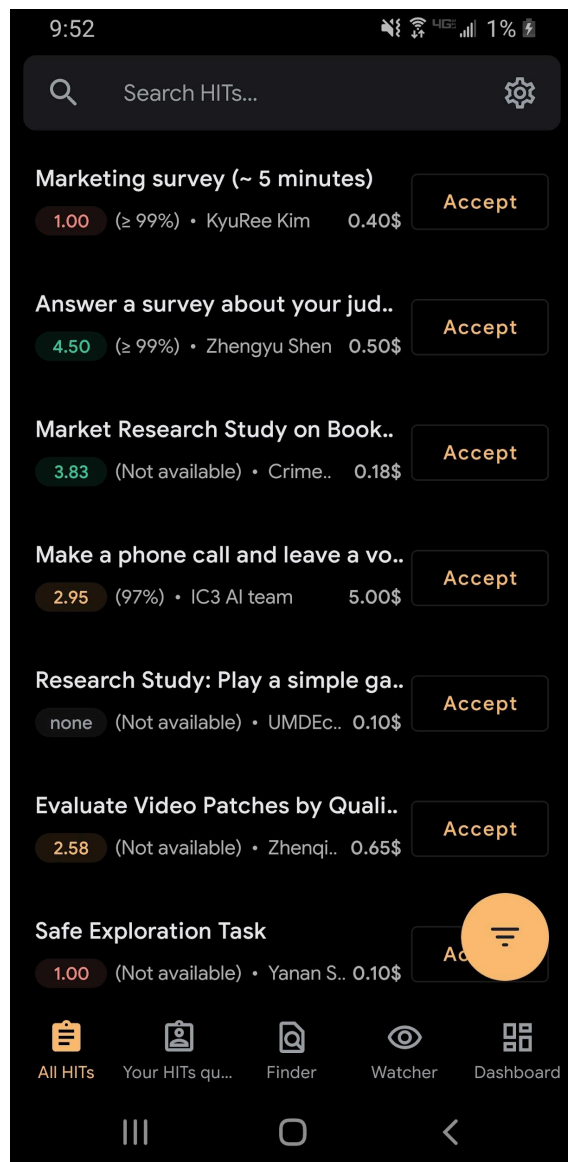 9:52 4GE 1%
Search HITs...
Marketing survey (~ 5 minutes)
Accept
1.00 (≥ 99%) • KyuRee Kim 0.40$
Answer a survey about your jud..
Accept
4.50 (≥ 99%) • Zhengyu Shen 0.50$
Market Research Study on Book..
Accept
3.83 (Not available) • Crime.. 0.18$
Make a phone call and leave a vo..
Accept
2.95 (97%) • IC3 AI team 5.00$
Research Study: Play a simple ga..
Accept
none (Not available) • UMDEc.. 0.10$
Evaluate Video Patches by Quali..
Accept
2.58 (Not available) • Zhenqi.. 0.65$
Safe Exploration Task
Ac
1.00 (Not available) • Yanan S.. 0.10$
All HITs Your HITs qu... Finder Watcher Dashboard